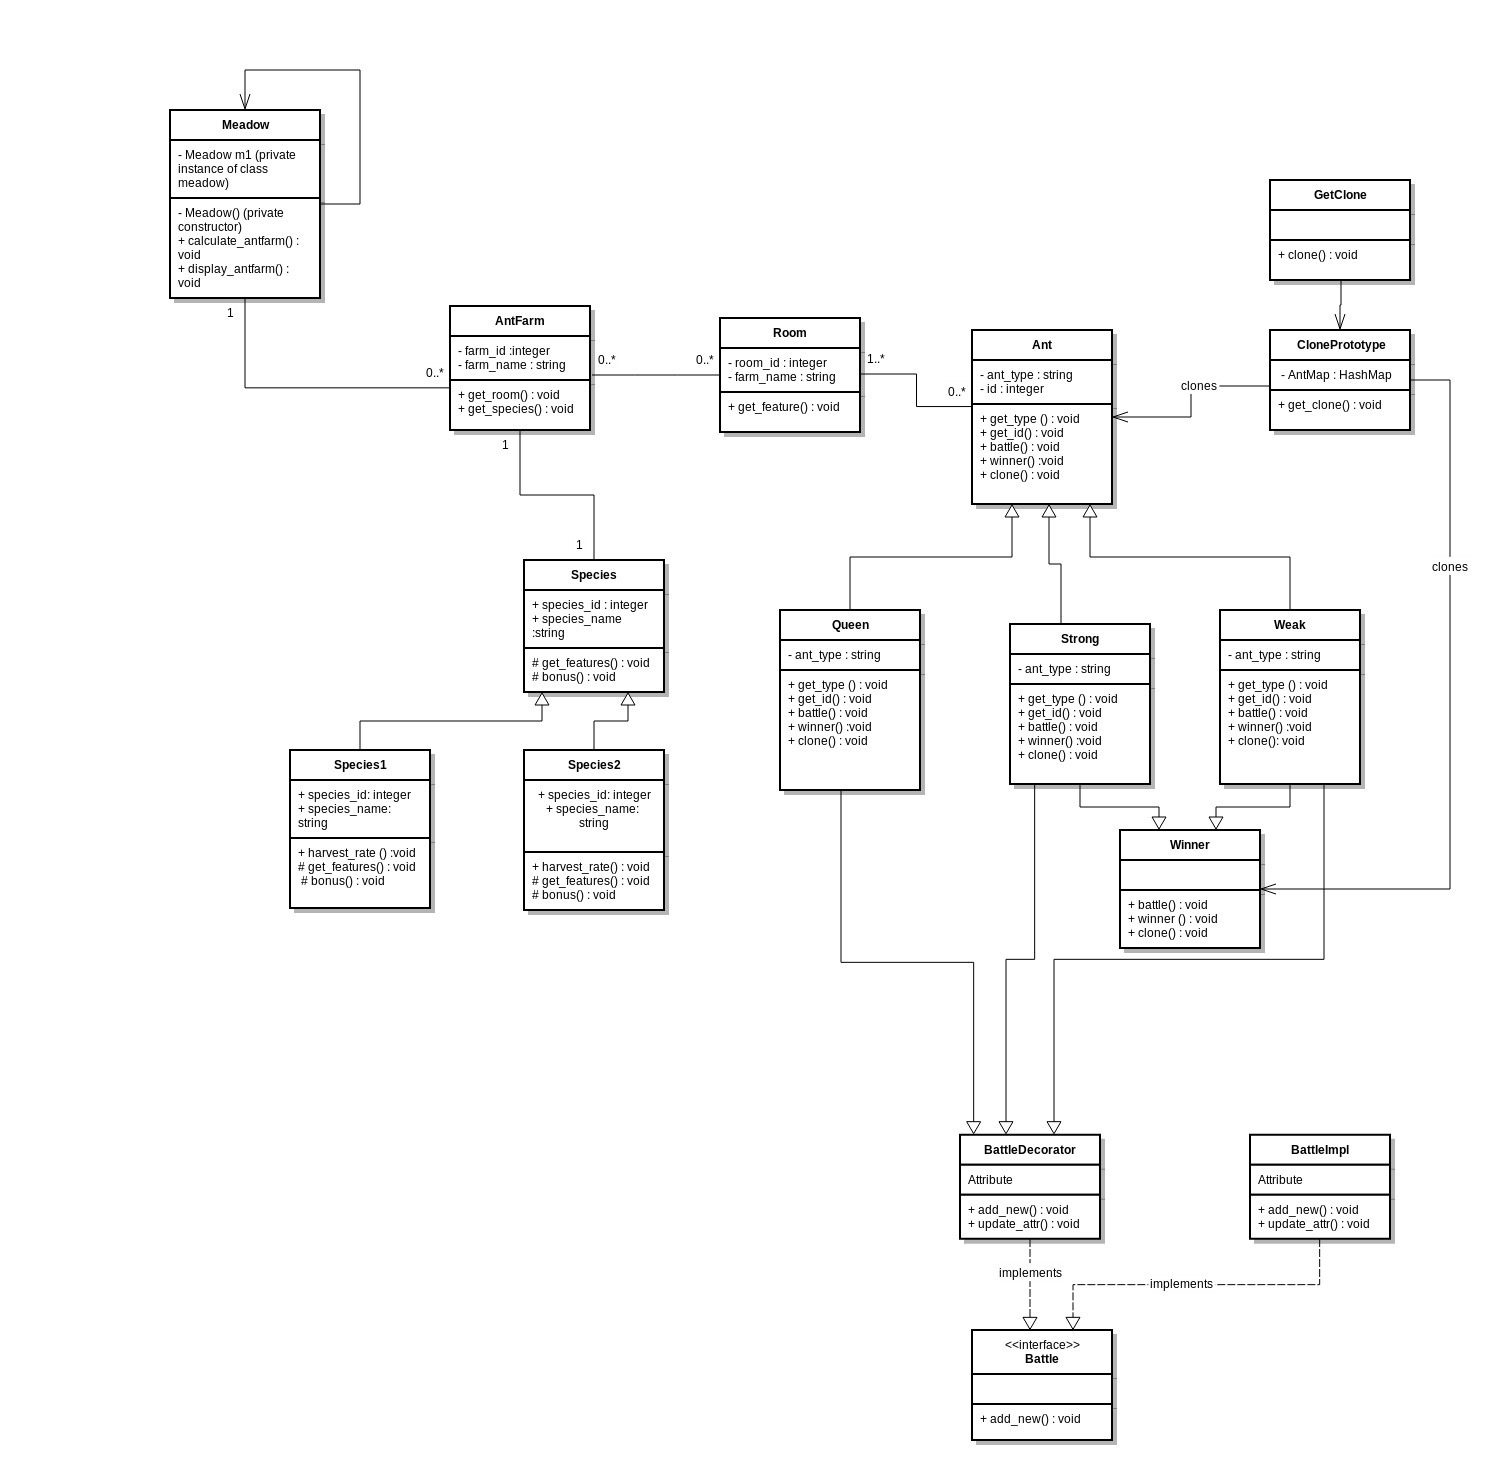 Meadow
- Meadow m1 (private
instance of class
meadow)
- Meadow() (private
constructor)
+ calculate_antfarm() :
void
+ display_antfarm() :
void
1
0..*
AntFarm
- farm_id :integer
- farm_name : string
+ get_room() : void
+ get_species() : void
0..*
0..*
1
Room
- room_id : integer
- farm_name : string
+ get_feature() : void
1..*
0..*
Ant
- ant_type : string
- id : integer
+ get_type () : void
+ get_id() : void
+ battle() : void
+ winner() :void
+ clone() : void
GetClone
+ clone() : void
ClonePrototype
- AntMap : HashMap
+ get_clone() : void
clones
clones
1
Species
+ species_id : integer
+ species_name
:string
# get_features() : void
# bonus() : void
Species1
+ species_id: integer
+ species_name:
string
+ harvest_rate () :void
# get_features() : void
# bonus() : void
Species2
+ species_id: integer
+ species_name:
string
+ harvest_rate() : void
# get_features() : void
# bonus() : void
Queen
- ant_type : string
+ get_type () : void
+ get_id() : void
+ battle() : void
+ winner() :void
+ clone() : void
Strong
- ant_type : string
+ get_type () : void
+ get_id() : void
+ battle() : void
+ winner() :void
+ clone() : void
Weak
- ant_type : string
+ get_type () : void
+ get_id() : void
+ battle() : void
+ winner() :void
+ clone(): void
Winner
+ battle() : void
+ winner () : void
+ clone() : void
BattleDecorator
Attribute
+ add_new() : void
+ update_attr() : void
BattleImpl
Attribute
+ add_new() : void
+ update_attr() : void
implements
implements
<<interface>>
Battle
+ add_new() : void